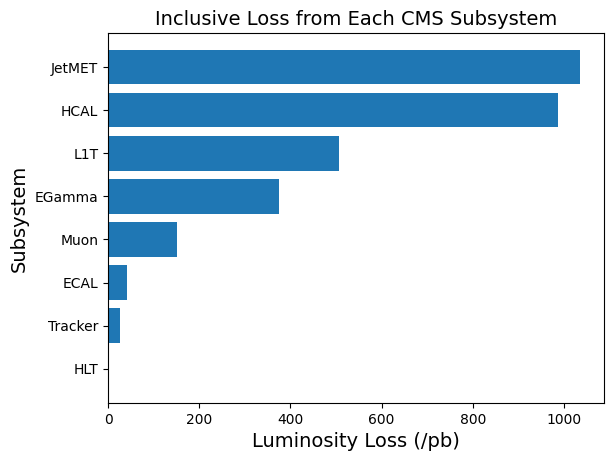 Inclusive Loss from Each CMS Subsystem
JetMET
HCAL
L1T
EGamma
Muon
ECAL
Tracker
HLT
Subsystem
0 200 400 600 800 1000
Luminosity Loss (/pb)